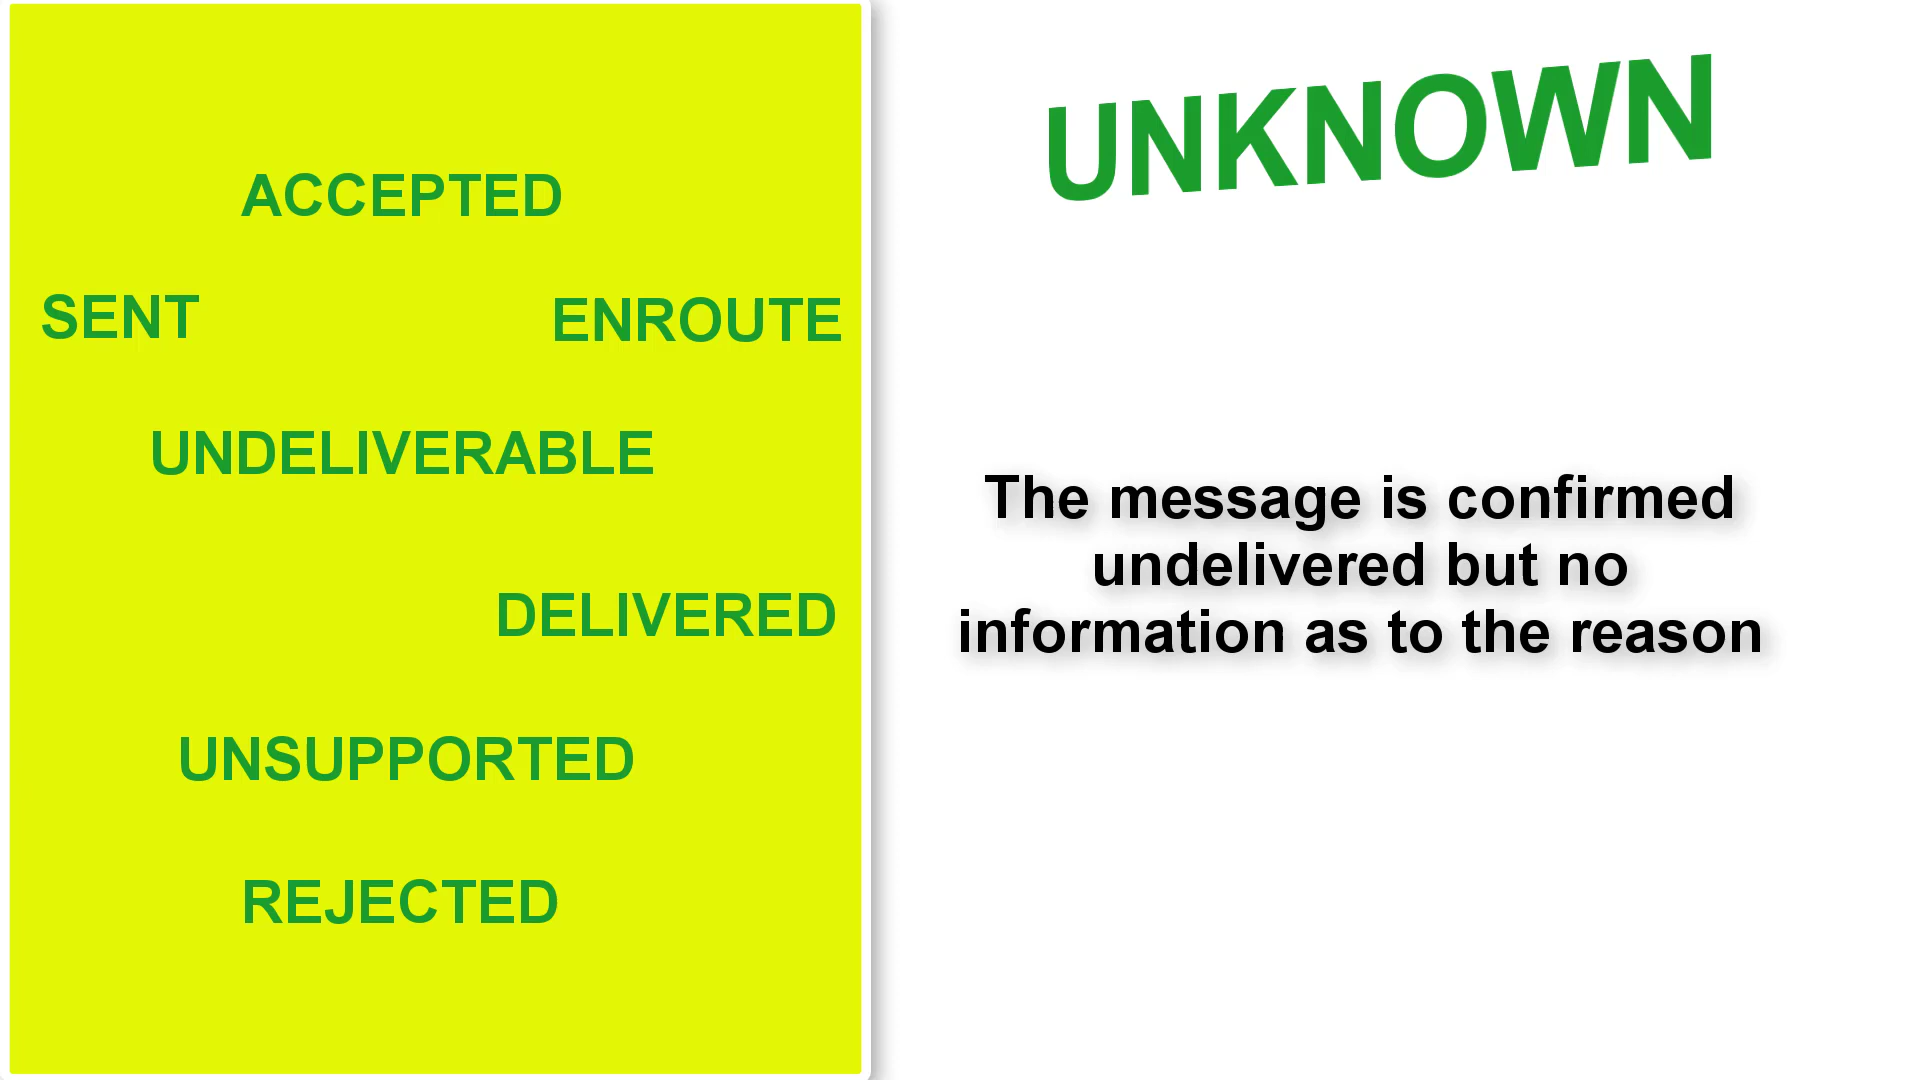 ACCEPTED
SENT
ENROUTE
UNDELIVERABLE
DELIVERED
UNSUPPORTED
REJECTED
UNKNOWN
The message is confirmed
undelivered but no
information as to the reason